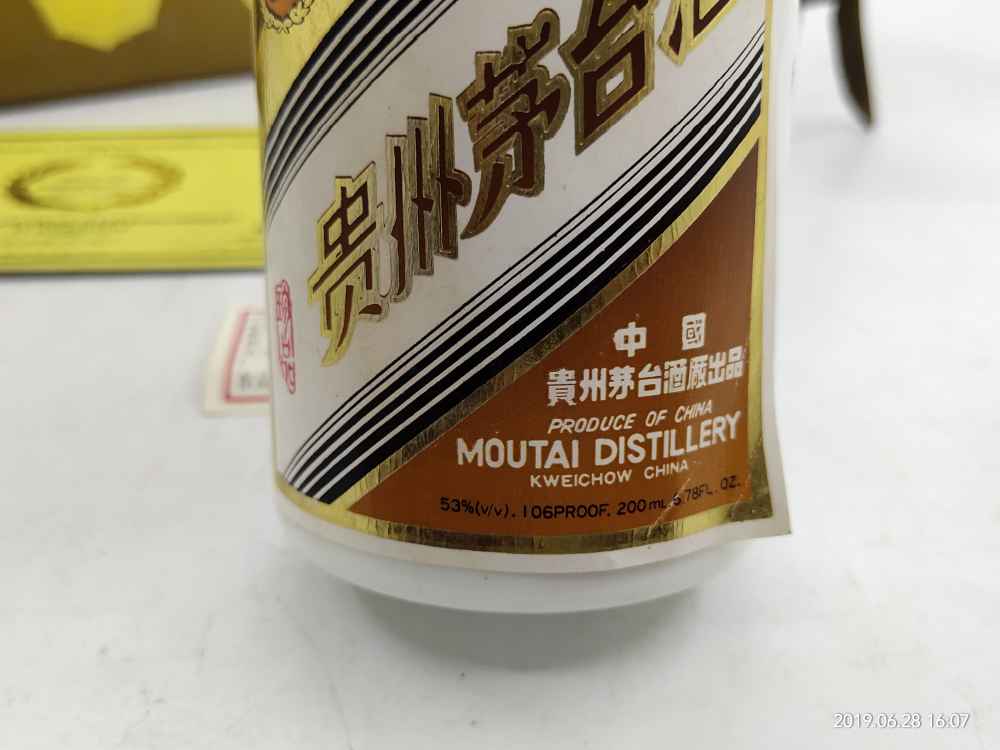 贵州茅台酒
中國
貴州茅台酒厰出品
PRODUCE OF CHINA
MOUTAI DISTILLERY
KWEICHOW CHINA
53%(v/v). 106PROOF. 200mL.6.78FL. OZ.
2019.06.28 16:07